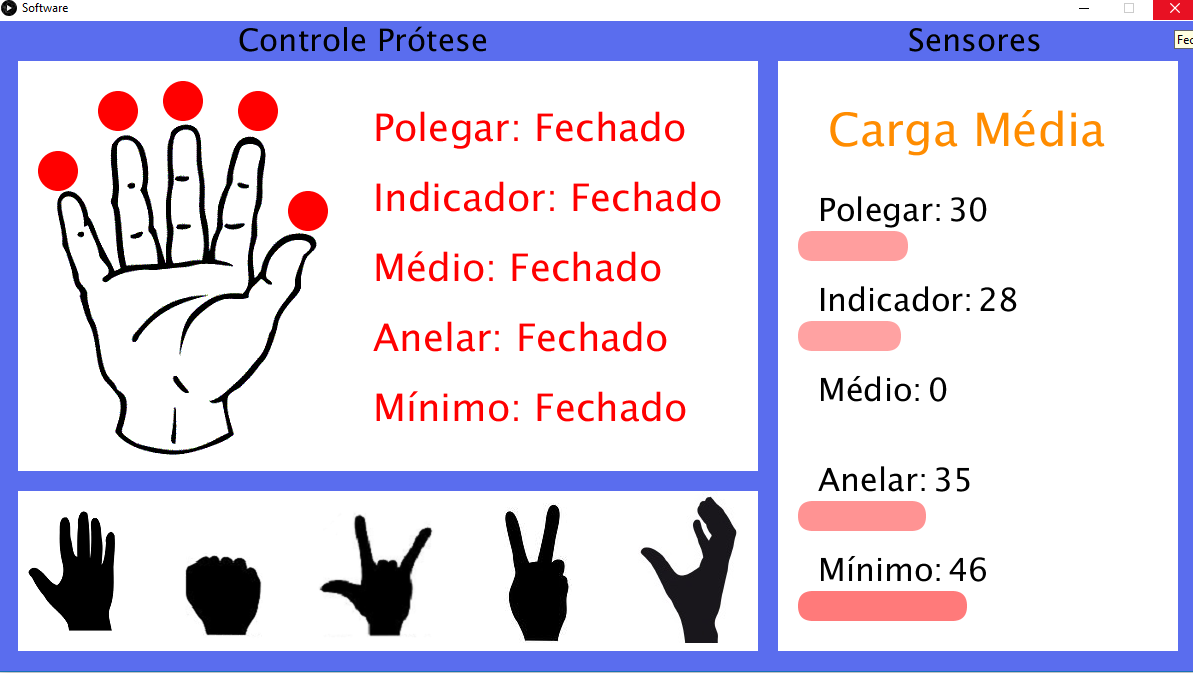 Software
Controle Prótese
Sensores
Polegar: Fechado
Indicador: Fechado
Médio: Fechado
Anelar: Fechado
Mínimo: Fechado
Carga Média
Polegar: 30
Indicador: 28
Médio: 0
Anelar: 35
Mínimo: 46